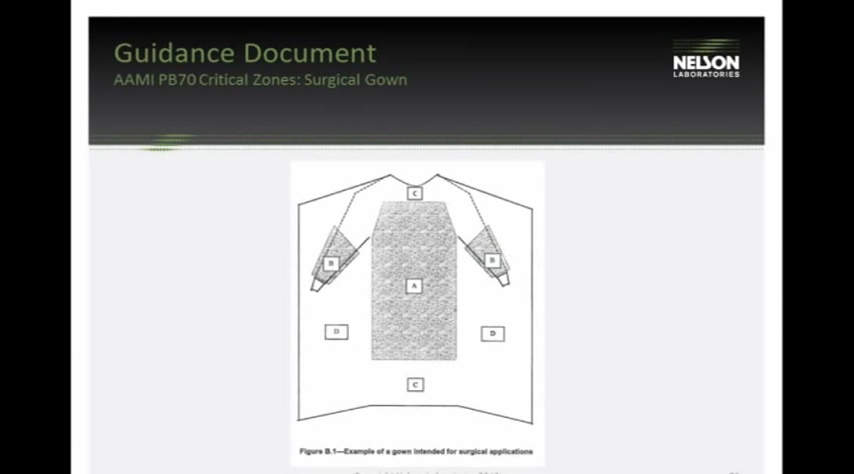 Guidance Document
AAMI PB70 Critical Zones: Surgical Gown
NELSON
LABORATORIES
C
B
B
A
D
D
C
Figure B.1—Example of a gown intended for surgical applications